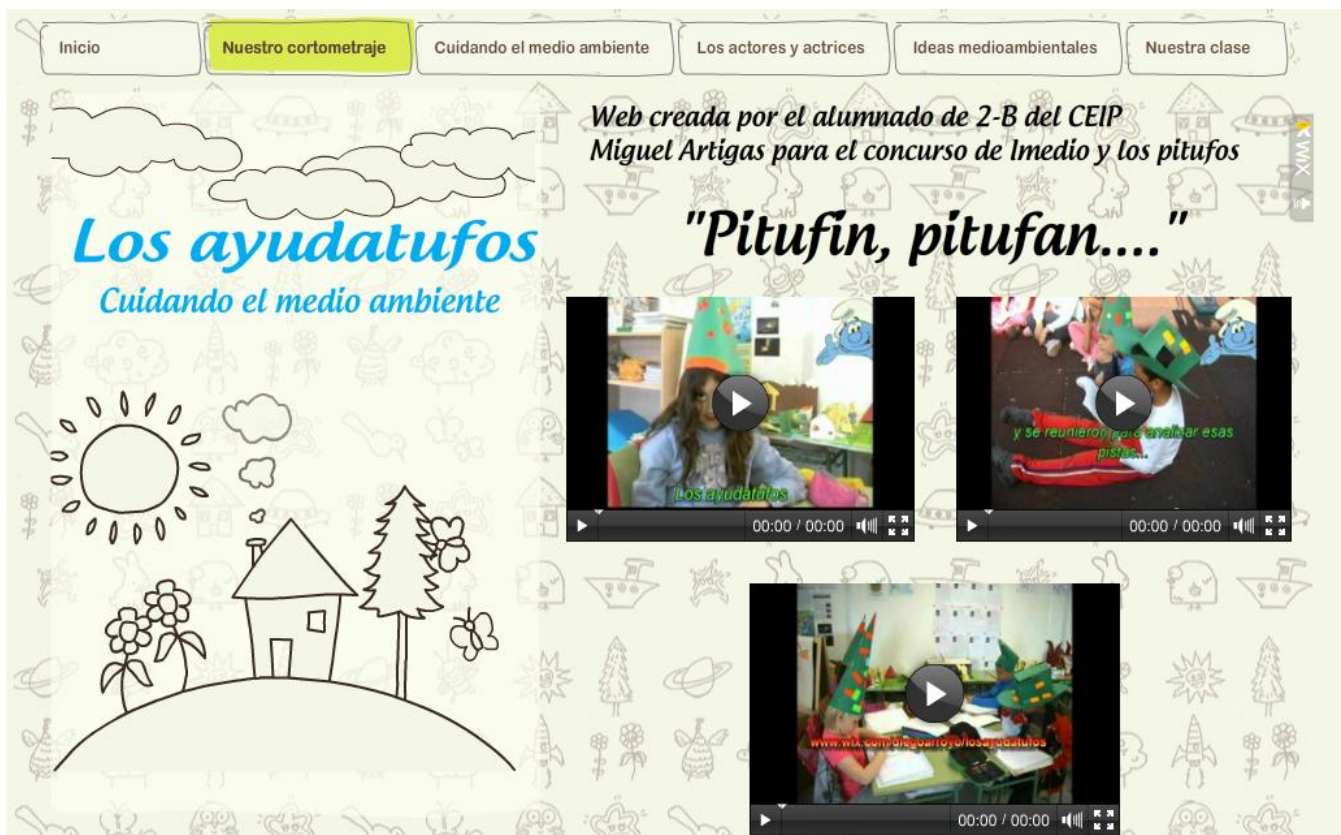 Inicio
Nuestro cortometraje
Cuidando el medio ambiente
Los actores y actrices
Ideas medioambientales
Nuestra clase
Web creada por el alumnado de 2-B del CEIP
Miguel Artigas para el concurso de Imedio y los pitufos
WiX
Los ayudatufos
Cuidando el medio ambiente
"Pitufin, pitufan...."
Los ayudatufos
00:00 / 00:00
y se reunieron para analisar esas
pistas...
00:00 / 00:00
www.wix.com/diegoarroyo/losayudatufos
00:00 / 00:00